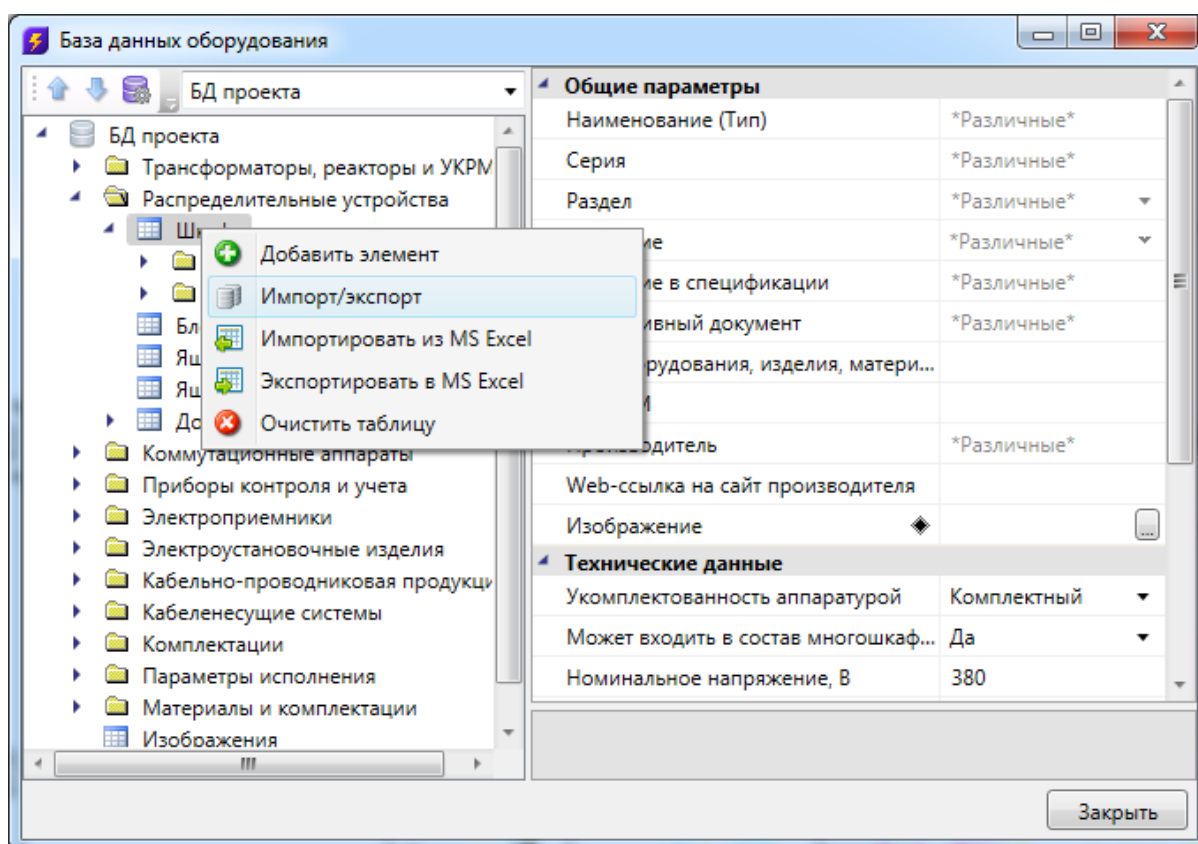 База данных оборудования
БД проекта
БД проекта
Трансформаторы, реакторы и УКРМ
Распределительные устройства
Добавить элемент
Импорт/экспорт
Импортировать из MS Excel
Экспортировать в MS Excel
Очистить таблицу
Коммутационные аппараты
Приборы контроля и учета
Электроприемники
Электроустановочные изделия
Кабельно-проводниковая продукци
Кабеленесущие системы
Комплектации
Параметры исполнения
Материалы и комплектации
Изображения
Общие параметры
Наименование (Тип) *Различные*
Серия *Различные*
Раздел *Различные*
*Различные*
в спецификации *Различные*
документ *Различные*
изделия, матери...
*Различные*
Web-ссылка на сайт производителя
Изображение ...
Технические данные
Укомплектованность аппаратурой Комплектный
Может входить в состав многошкаф... Да
Номинальное напряжение, В 380
Закрыть